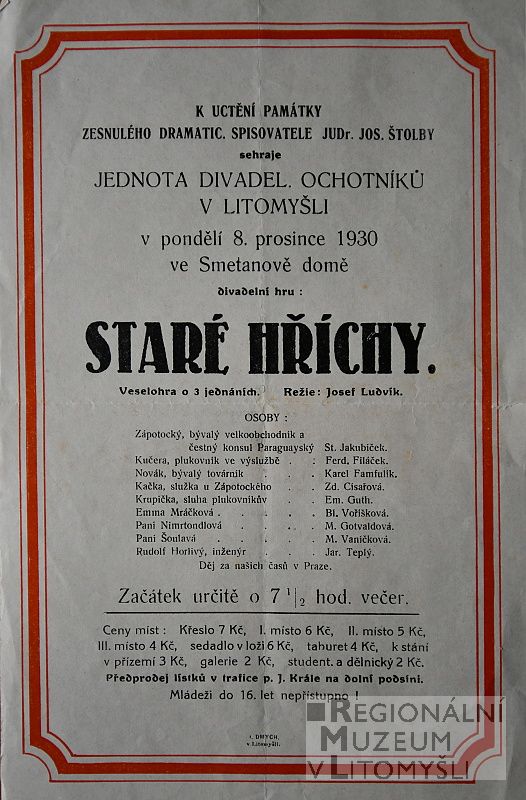 K UCTĚNÍ PAMÁTKY
ZESNULÉHO DRAMATIC. SPISOVATELE JUDr. JOS. ŠTOLBY
sehraje
JEDNOTA DIVADEL. OCHOTNÍKŮ
V LITOMYŠLI
v pondělí 8. prosince 1930
ve Smetanově domě
divadelní hru :
STARÉ HŘÍCHY.
Veselohra o 3 jednáních. Režie: Josef Ludvík.
OSOBY :
Zápotocký, bývalý velkoobchodník a
čestný konsul Paraguayský St. Jakubíček.
Kučera, plukovník ve výslužbě . . Ferd. Filáček.
Novák, bývalý továrník . . Karel Famfulík.
Kačka, služka u Zápotockého . . Zd. Císařová.
Krupička, sluha plukovníkův . . Em. Guth.
Emma Mráčková . . . . . Bl. Voříšková.
Paní Nimrtondlová . . . . M. Gotvaldová.
Paní Šoulavá . . . . . M. Vaníčková.
Rudolf Horlivý, inženýr . . . Jar. Teplý.
Děj za našich časů v Praze.
Začátek určitě o 7 1/2 hod. večer.
Ceny míst : Křeslo 7 Kč, I. místo 6 Kč, II. místo 5 Kč,
III. místo 4 Kč, sedadlo v loži 6 Kč, taburet 4 Kč, k stání
v přízemí 3 Kč, galerie 2 Kč, student. a dělnický 2 Kč.
Předprodej lístků v trafice p. J. Krále na dolní podsíni.
Mládeži do 16. let nepřístupno !
DMYCH,
v Litomyšli.
REGIONÁLNÍ
MUZEUM
V LITOMYŠLI